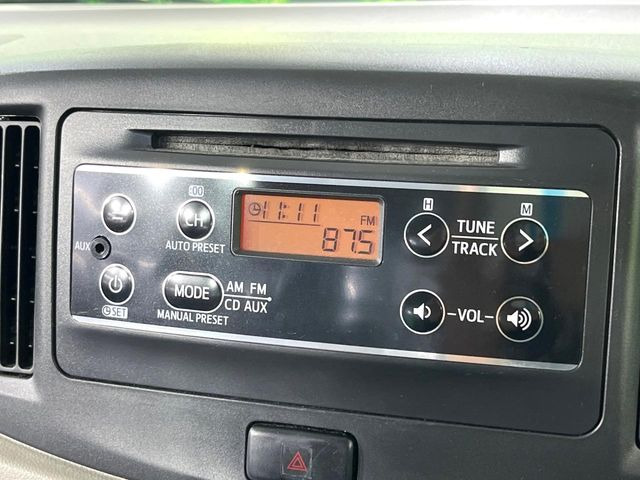 :00
H
M
CH
11:11
FM
87.5
TUNE
TRACK
AUX
AUTO PRESET
MODE
AM FM
CD AUX
VOL
SET
MANUAL PRESET